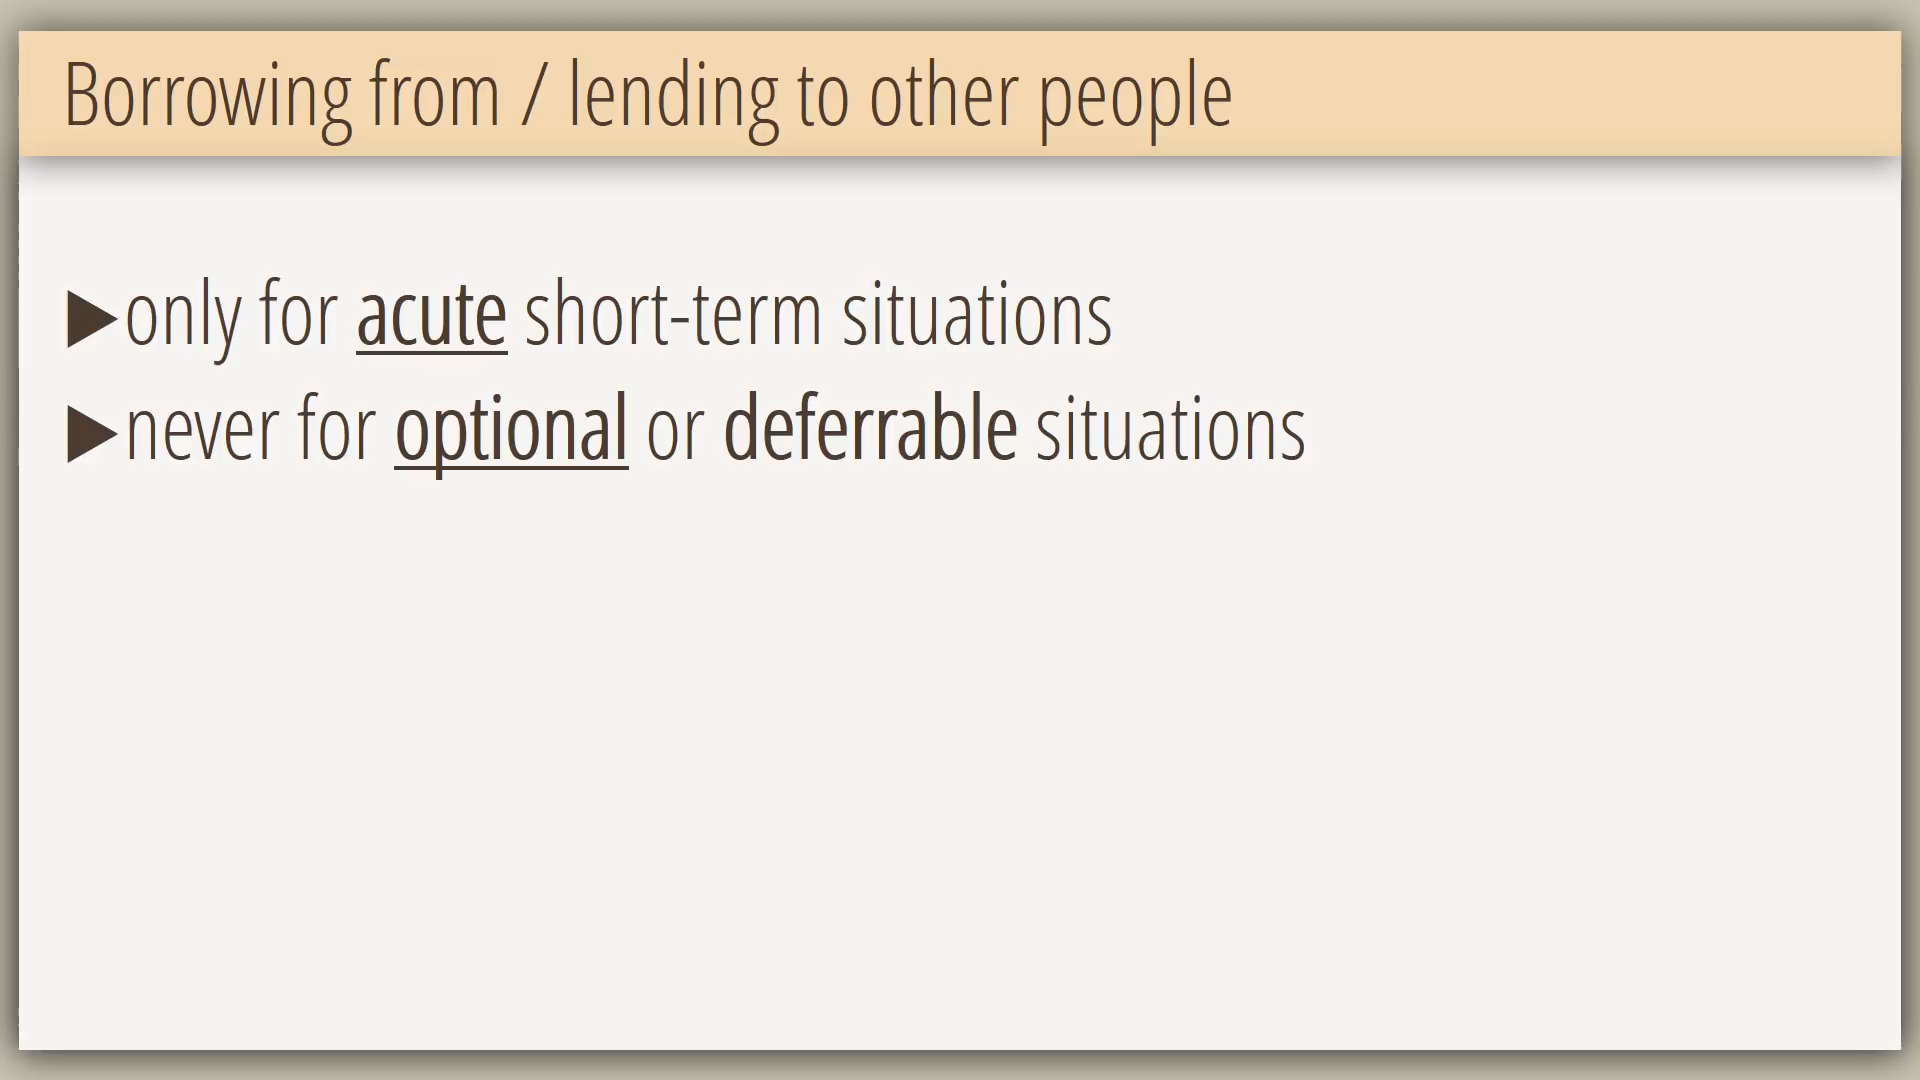 Borrowing from / lending to other people
►only for acute short-term situations
►never for optional or deferrable situations